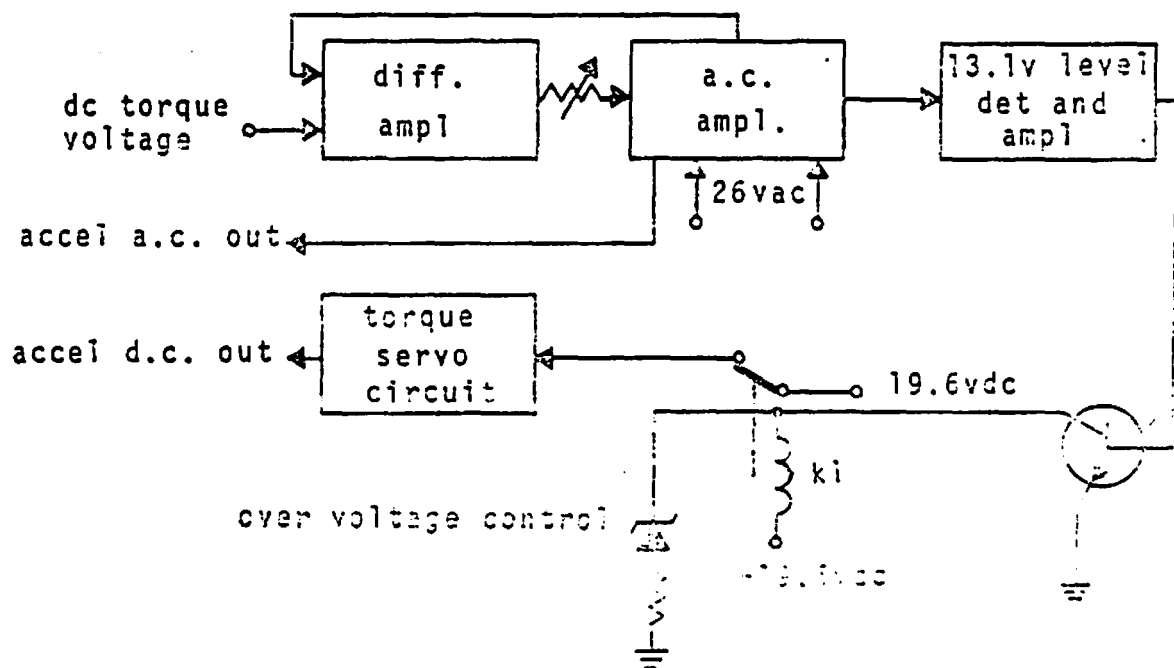 diff.
ampl
a.c.
ampl.
13.1v level
det and
ampl
dc torque
voltage
26vac
accel a.c. out
torque
servo
circuit
accel d.c. out
19.6vdc
ki
over voltage control